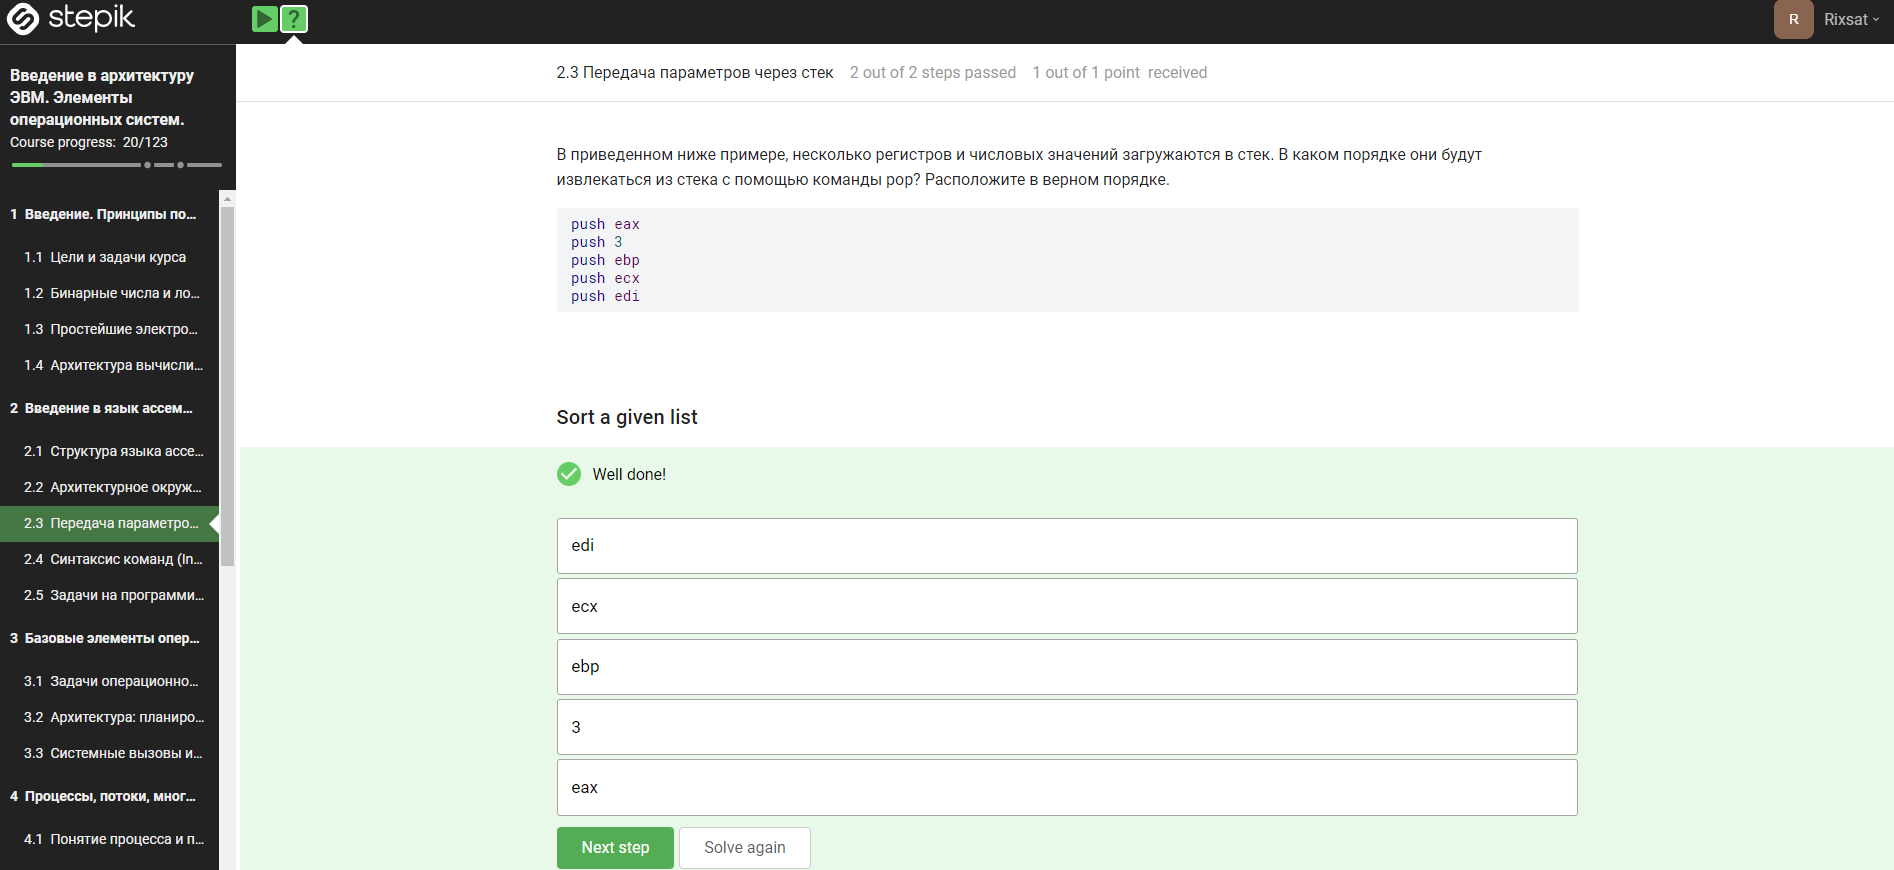 stepik
?
R
Rixsat
Введение в архитектуру
ЭВМ. Элементы
операционных систем.
Course progress: 20/123
1 Введение. Принципы по...
1.1 Цели и задачи курса
1.2 Бинарные числа и ло...
1.3 Простейшие электро...
1.4 Архитектура вычисли...
2 Введение в язык ассем...
2.1 Структура языка ассе...
2.2 Архитектурное окруж...
2.3 Передача параметро...
2.4 Синтаксис команд (In...
2.5 Задачи на программи...
3 Базовые элементы опер...
3.1 Задачи операционно...
3.2 Архитектура: планиро...
3.3 Системные вызовы и...
4 Процессы, потоки, мног...
4.1 Понятие процесса и п...
2.3 Передача параметров через стек 2 out of 2 steps passed 1 out of 1 point received
В приведенном ниже примере, несколько регистров и числовых значений загружаются в стек. В каком порядке они будут
извлекаться из стека с помощью команды pop? Расположите в верном порядке.
push eax
push 3
push ebp
push ecx
push edi
Sort a given list
Well done!
edi
ecx
ebp
3
eax
Next step
Solve again